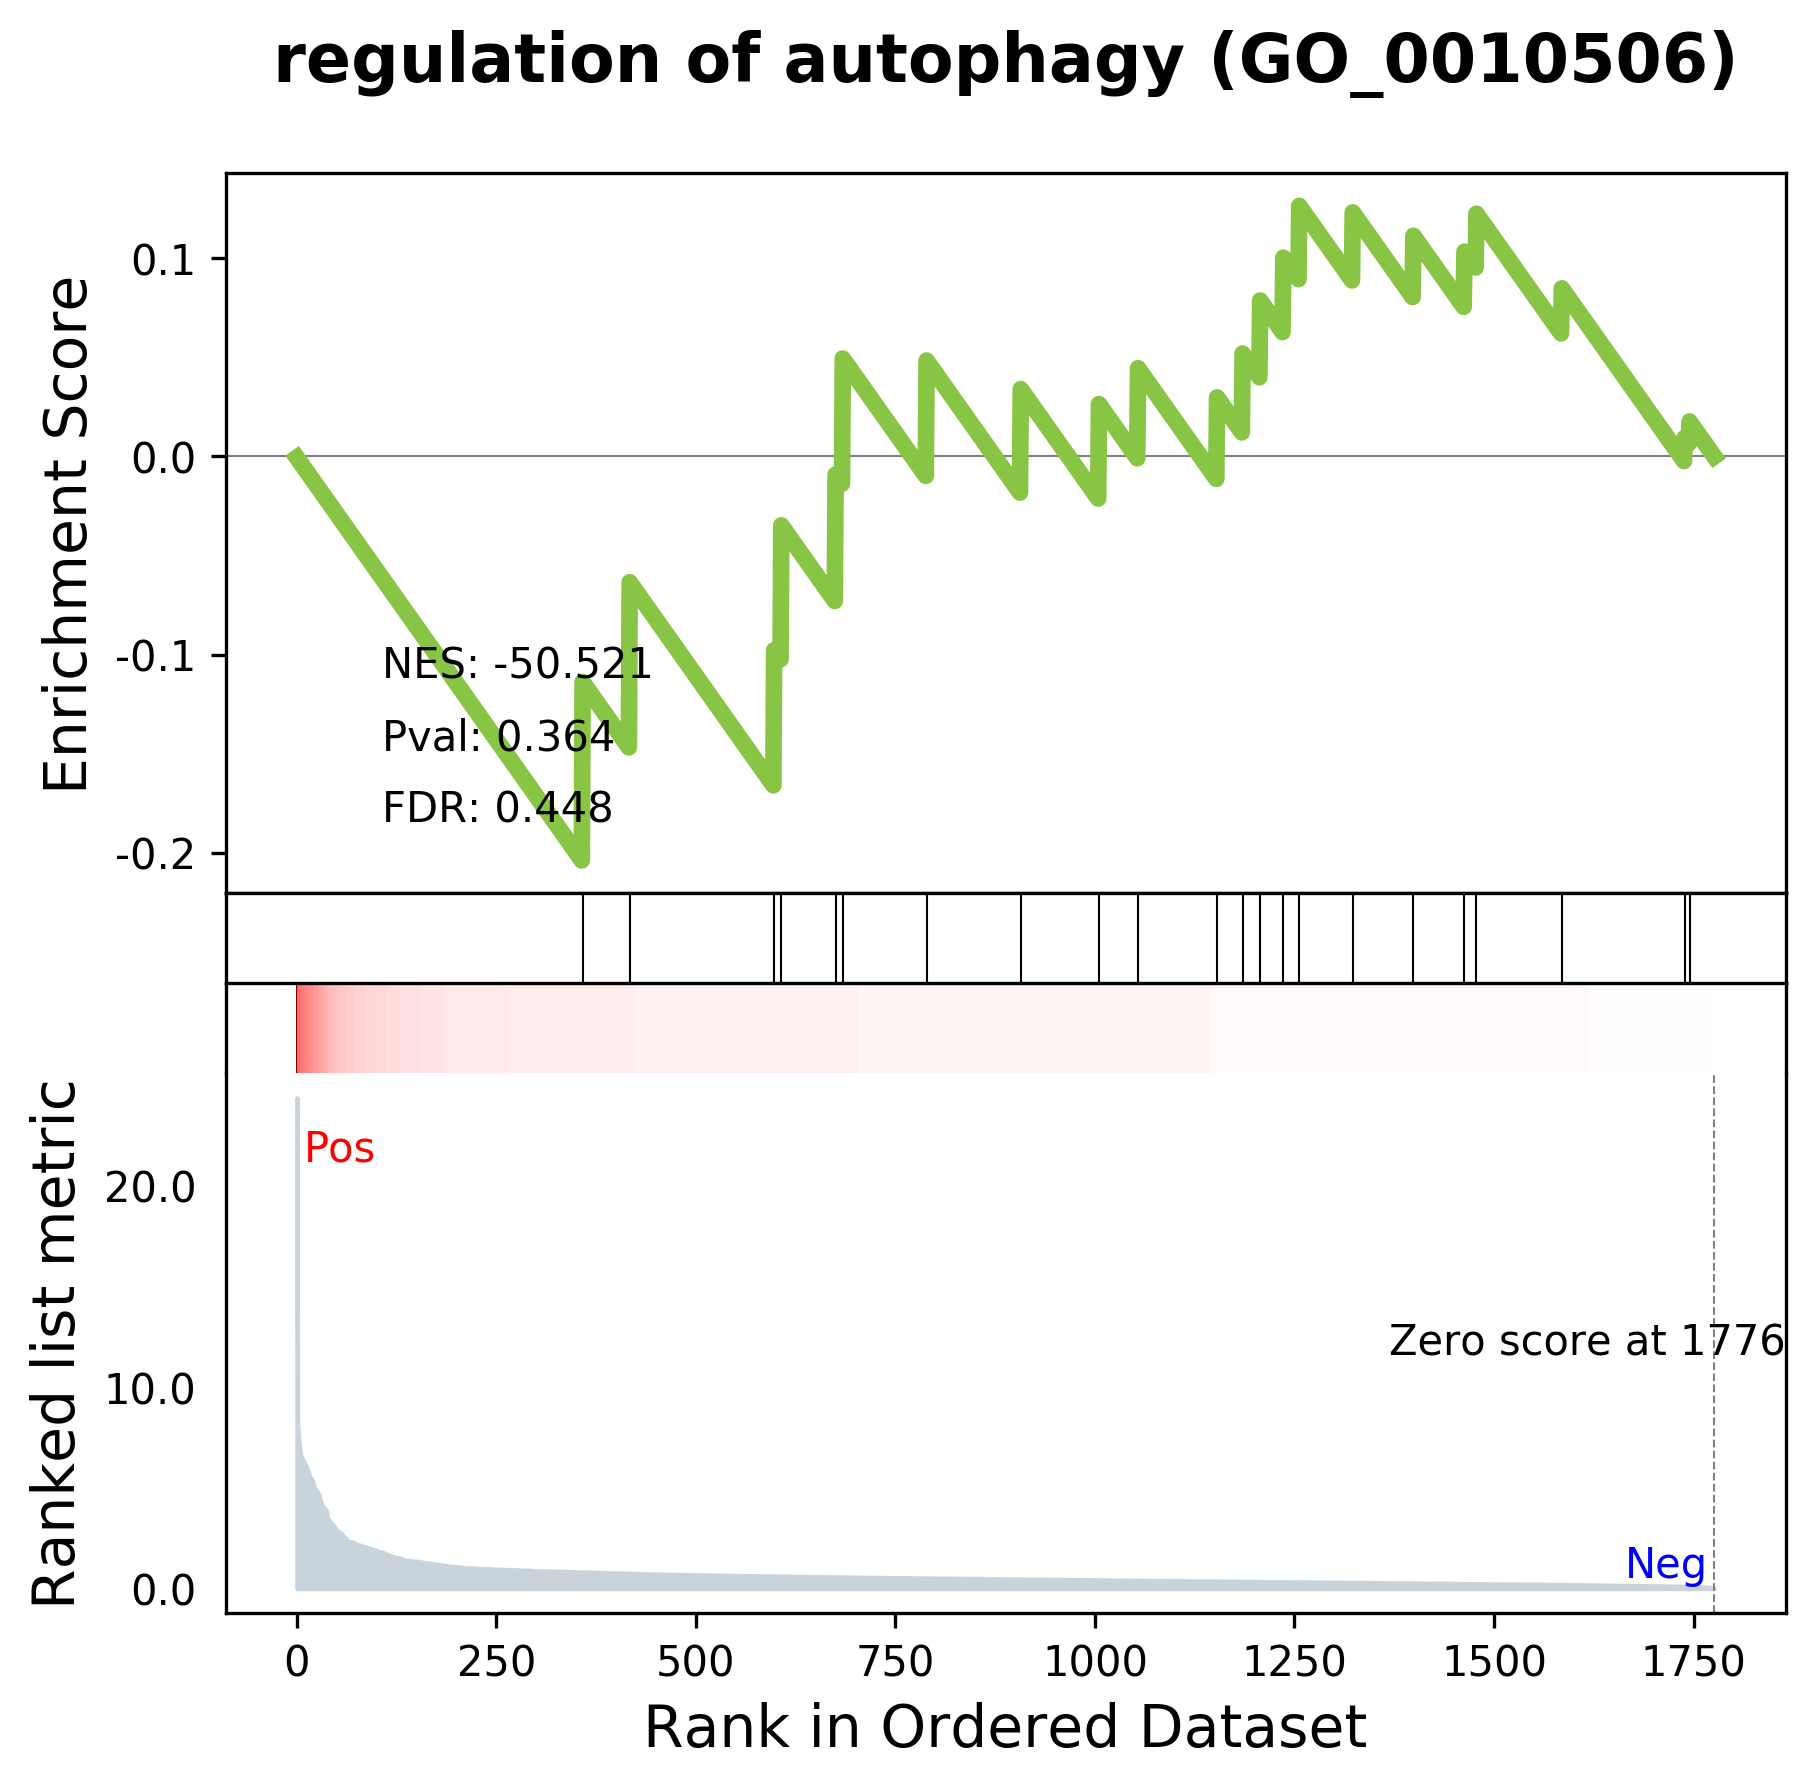 regulation of autophagy (GO_0010506)
Enrichment Score
0.1
0.0
-0.1
-0.2
NES: -50.521
Pval: 0.364
FDR: 0.448
Ranked list metric
20.0
10.0
0.0
Pos
Zero score at 1776
Neg
0 250 500 750 1000 1250 1500 1750
Rank in Ordered Dataset